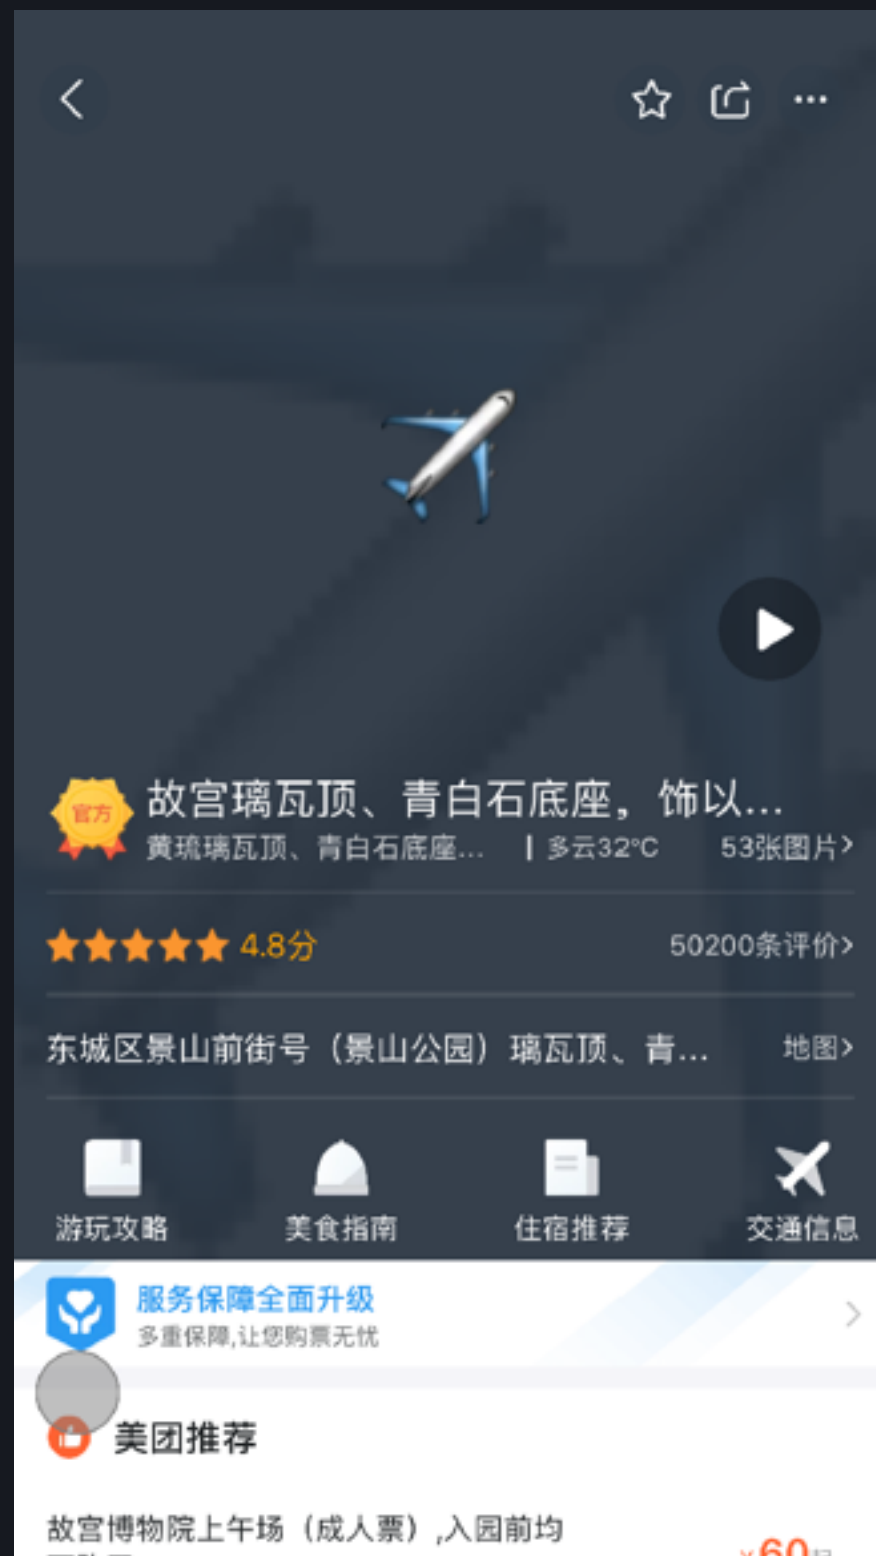 官方
故宫璃瓦顶、青白石底座，饰以...
黄琉璃瓦顶、青白石底座... | 多云32℃ 53张图片>
4.8分 50200条评价>
东城区景山前街号（景山公园）璃瓦顶、青... 地图>
游玩攻略 美食指南 住宿推荐 交通信息
服务保障全面升级
多重保障,让您购票无忧
美团推荐
故宫博物院上午场（成人票）,入园前均
¥60起